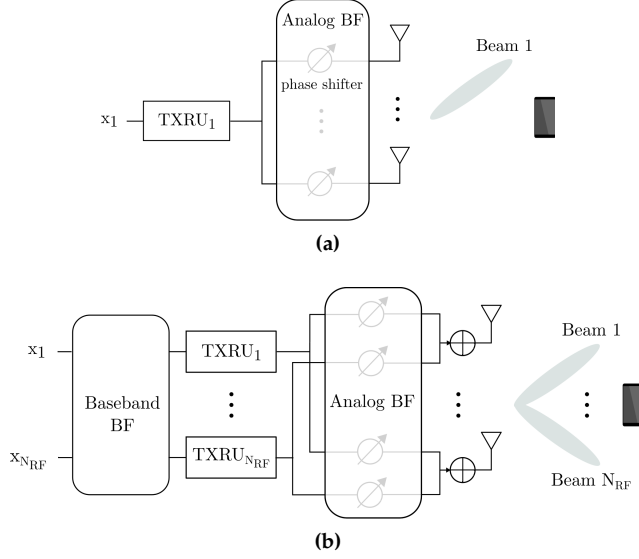 Analog BF
Beam 1
phase shifter
x1
TXRU1
(a)
x1
TXRU1
Beam 1
Baseband
BF
Analog BF
xNRF
TXRUNRF
Beam NRF
(b)